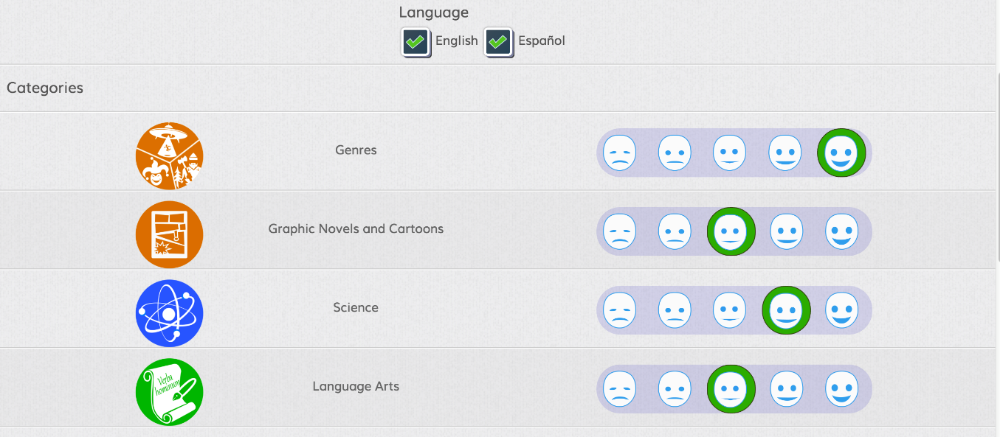 Language
English Español
Categories
Genres
Graphic Novels and Cartoons
Science
Verba
hominum
Language Arts